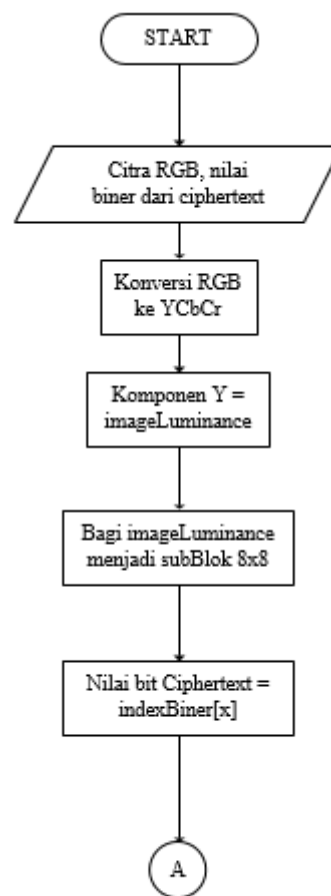 START
Citra RGB, nilai
biner dari ciphertext
Konversi RGB
ke YCbCr
Komponen Y =
imageLuminance
Bagi imageLuminance
menjadi subBlok 8x8
Nilai bit Ciphertext =
indexBiner[x]
A